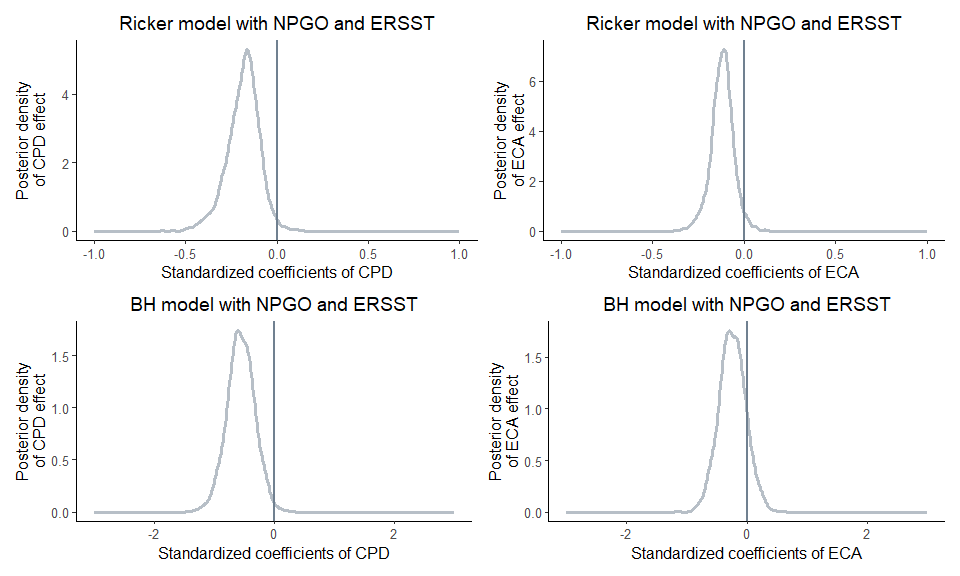 Ricker model with NPGO and ERSST
Posterior density
of CPD effect
4
2
0
-1.0 -0.5 0.0 0.5 1.0
Standardized coefficients of CPD
Ricker model with NPGO and ERSST
Posterior density
of ECA effect
6
4
2
0
-1.0 -0.5 0.0 0.5 1.0
Standardized coefficients of ECA
BH model with NPGO and ERSST
Posterior density
of CPD effect
1.5
1.0
0.5
0.0
-2 0 2
Standardized coefficients of CPD
BH model with NPGO and ERSST
Posterior density
of ECA effect
1.5
1.0
0.5
0.0
-2 0 2
Standardized coefficients of ECA